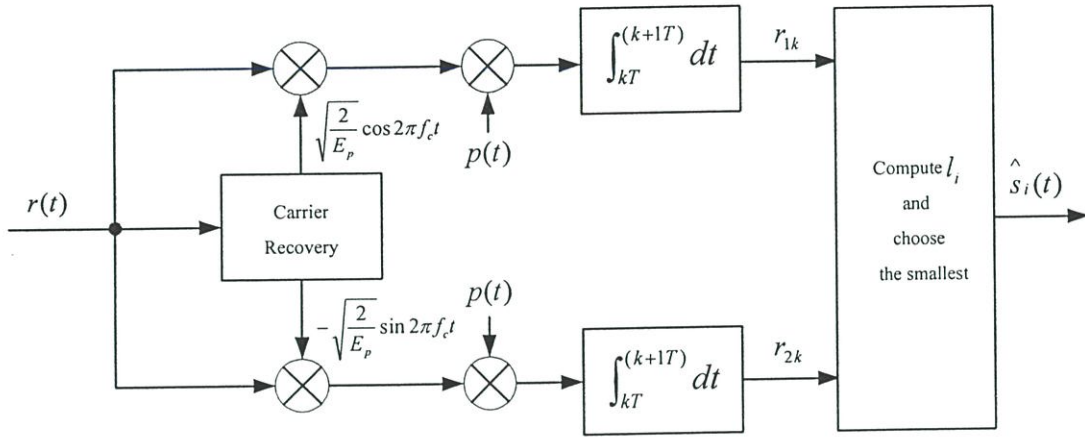 r(t)
√(2/E_p) cos 2πf_c t
p(t)
∫_{kT}^{(k+1T)} dt
r_{1k}
Carrier
Recovery
Compute l_i
and
choose
the smallest
ŝ_i(t)
−√(2/E_p) sin 2πf_c t
p(t)
∫_{kT}^{(k+1T)} dt
r_{2k}